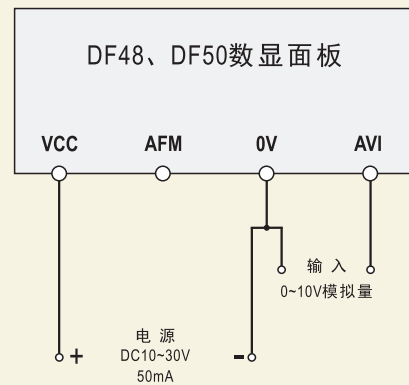 DF48、DF50数显面板
VCC AFM 0V AVI
输 入
0~10V模拟量
电 源
+ DC10~30V -
50mA